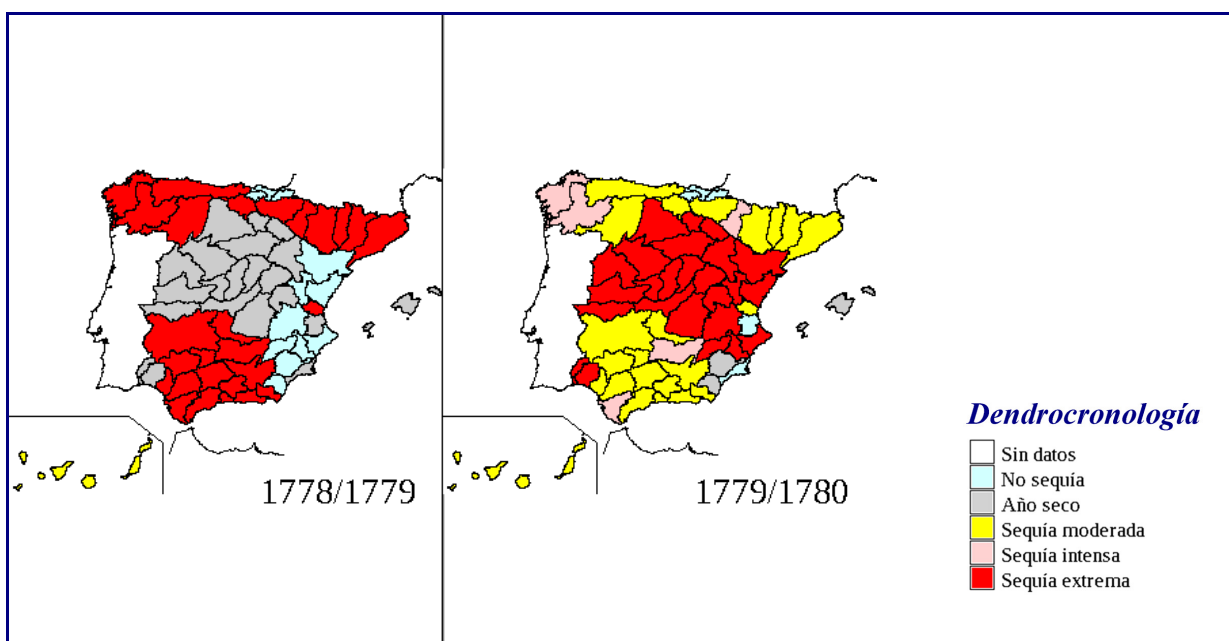 1778/1779
1779/1780
Dendrocronología
Sin datos
No sequía
Año seco
Sequía moderada
Sequía intensa
Sequía extrema